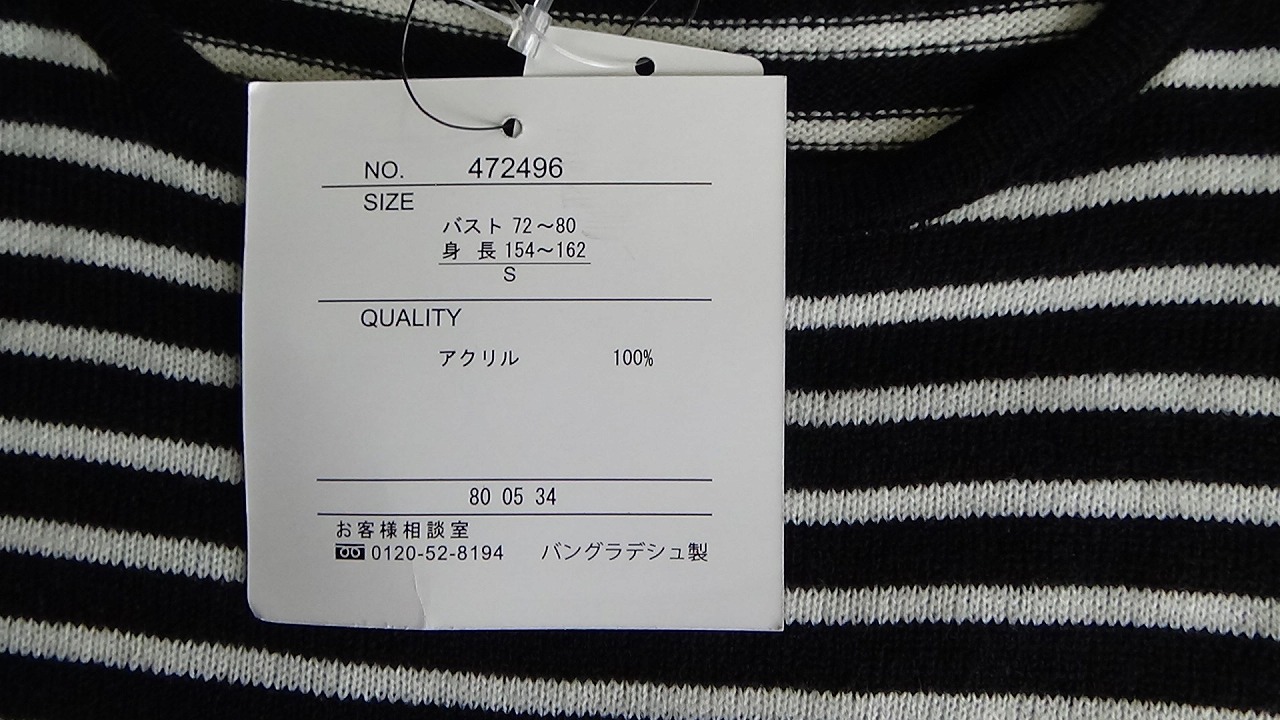 NO. 472496
SIZE
バスト 72～80
身 長 154～162
S
QUALITY
アクリル 100%
80 05 34
お客様相談室
0120-52-8194 バングラデシュ製